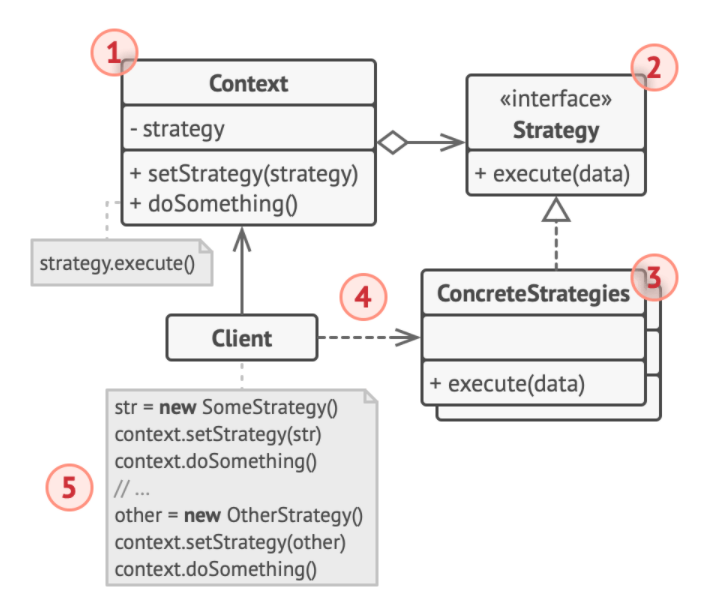 1
Context
- strategy
+ setStrategy(strategy)
+ doSomething()
strategy.execute()
2
«interface»
Strategy
+ execute(data)
3
ConcreteStrategies
+ execute(data)
4
Client
5
str = new SomeStrategy()
context.setStrategy(str)
context.doSomething()
// ...
other = new OtherStrategy()
context.setStrategy(other)
context.doSomething()